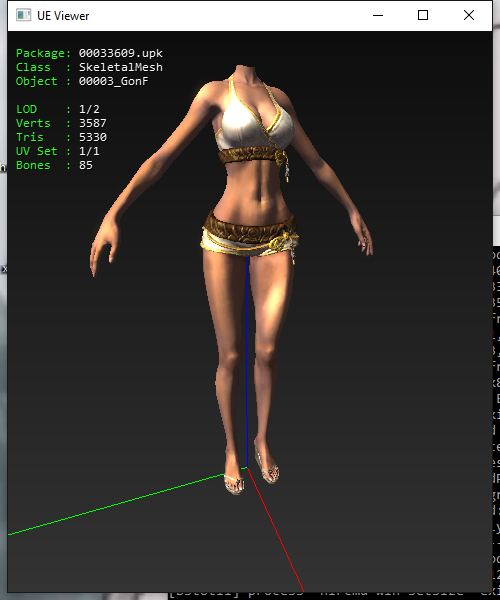 UE Viewer
Package: 00033609.upk
Class : SkeletalMesh
Object : 00003_GonF
LOD : 1/2
Verts : 3587
Tris : 5330
UV Set : 1/1
Bones : 85